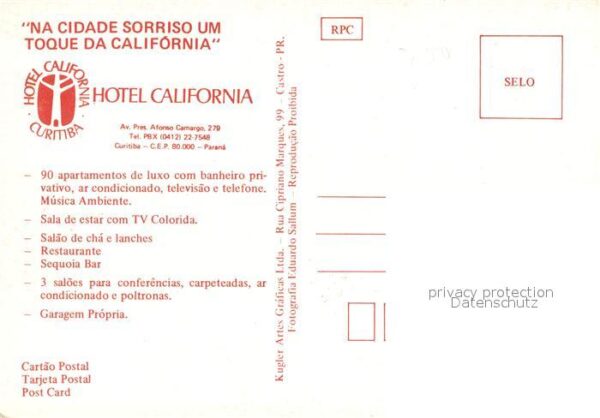 "NA CIDADE SORRISO UM
TOQUE DA CALIFÓRNIA"
HOTEL CALIFORNIA
CURITIBA
HOTEL CALIFORNIA
Av. Pres. Afonso Camargo, 279
Tel. PBX (0412) 22-7548
Curitiba – C.E.P. 80.000 – Paraná
– 90 apartamentos de luxo com banheiro pri-
vativo, ar condicionado, televisão e telefone.
Música Ambiente.
– Sala de estar com TV Colorida.
– Salão de chá e lanches
– Restaurante
– Sequoia Bar
– 3 salões para conferências, carpeteadas, ar
condicionado e poltronas.
– Garagem Própria.
Cartão Postal
Tarjeta Postal
Post Card
Kugler Artes Gráficas Ltda. – Rua Cipriano Marques, 99 – Castro - PR.
Fotografia Eduardo Sallum – Reprodução Proibida
RPC
SELO
privacy protection
Datenschutz